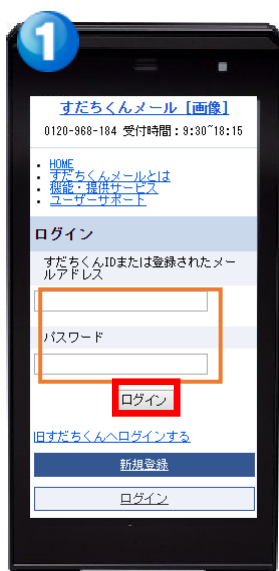 1
すだちくんメール [画像]
0120-968-184 受付時間:9:30~18:15
HOME
すだちくんメールとは
機能・提供サービス
ユーザーサポート
ログイン
すだちくんIDまたは登録されたメー
ルアドレス
パスワード
ログイン
旧すだちくんへログインする
新規登録
ログイン